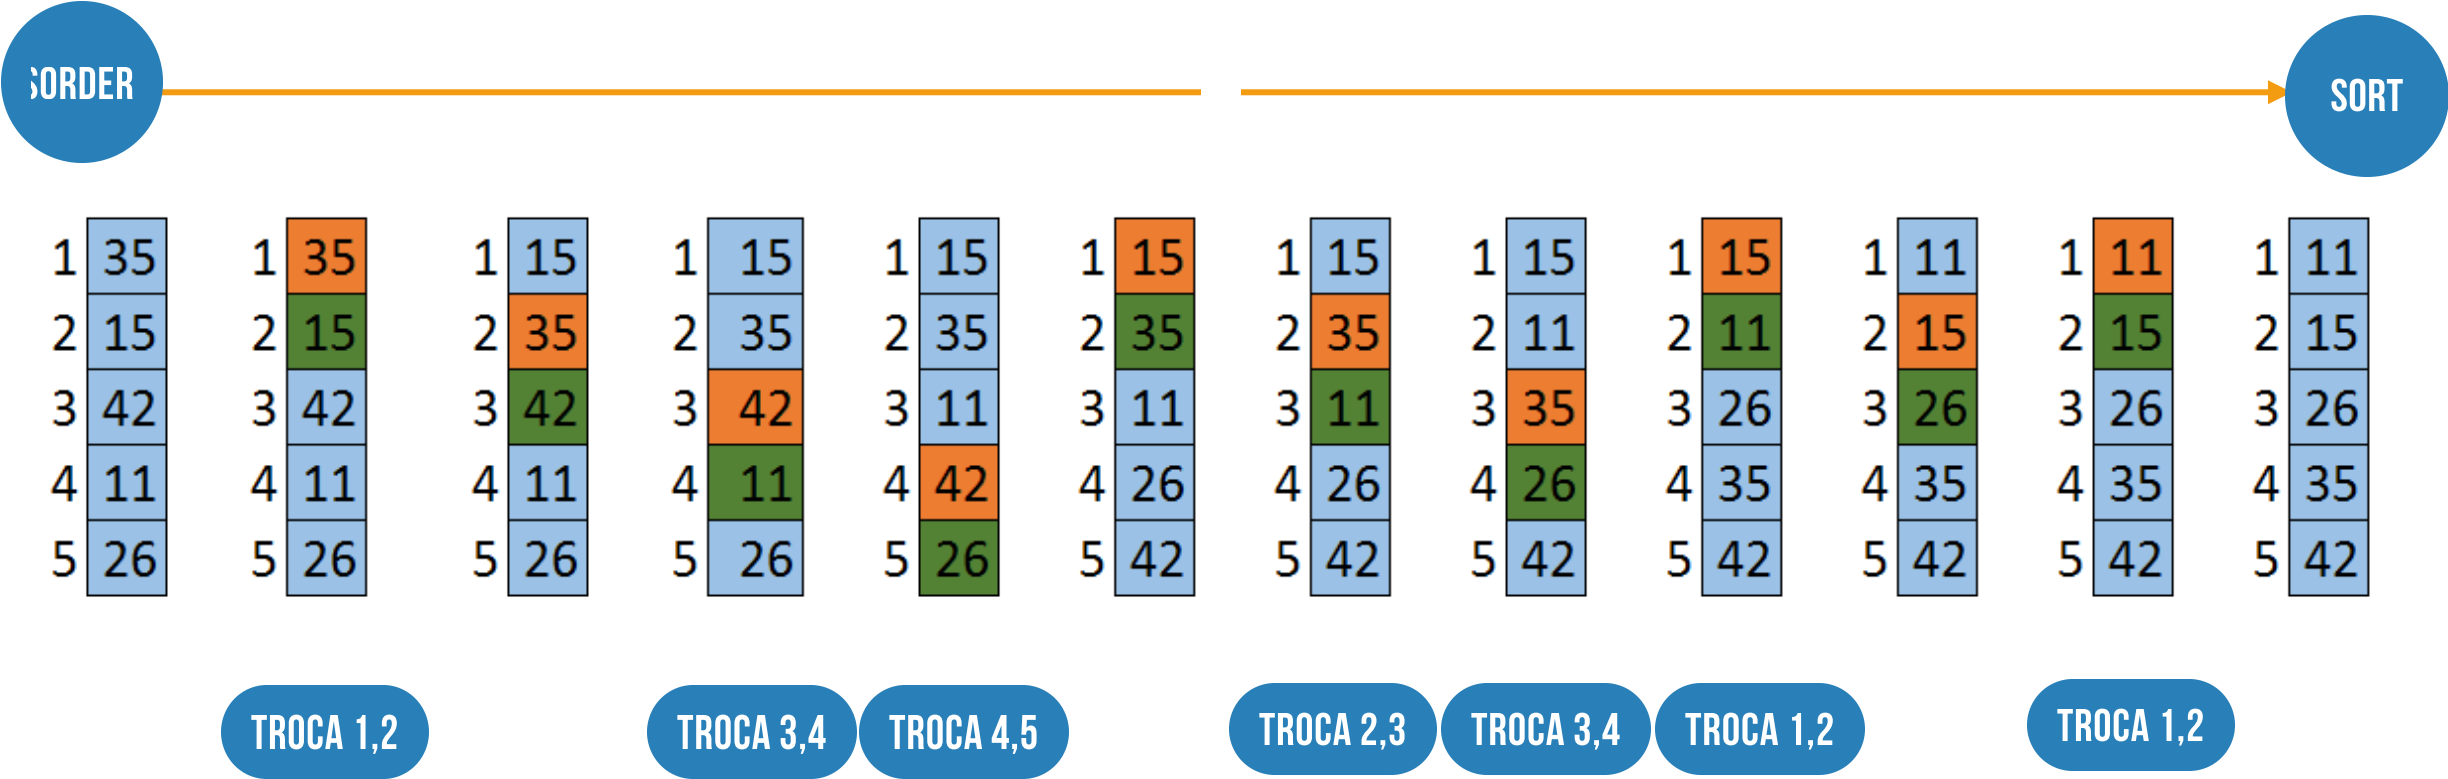 SORDER
SORT
1 35 1 35 1 15 1 15 1 15 1 15 1 15 1 15 1 15 1 11 1 11 1 11
2 15 2 15 2 35 2 35 2 35 2 35 2 35 2 11 2 11 2 15 2 15 2 15
3 42 3 42 3 42 3 42 3 11 3 11 3 11 3 35 3 26 3 26 3 26 3 26
4 11 4 11 4 11 4 11 4 42 4 26 4 26 4 26 4 35 4 35 4 35 4 35
5 26 5 26 5 26 5 26 5 26 5 42 5 42 5 42 5 42 5 42 5 42 5 42
TROCA 1,2 TROCA 3,4 TROCA 4,5 TROCA 2,3 TROCA 3,4 TROCA 1,2 TROCA 1,2